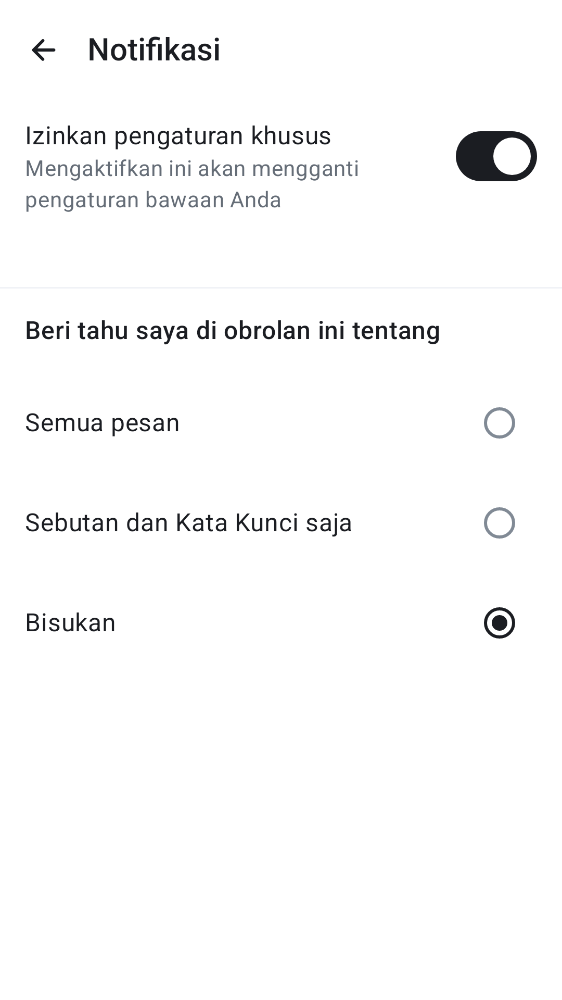 Notifikasi
Izinkan pengaturan khusus
Mengaktifkan ini akan mengganti
pengaturan bawaan Anda
Beri tahu saya di obrolan ini tentang
Semua pesan
Sebutan dan Kata Kunci saja
Bisukan